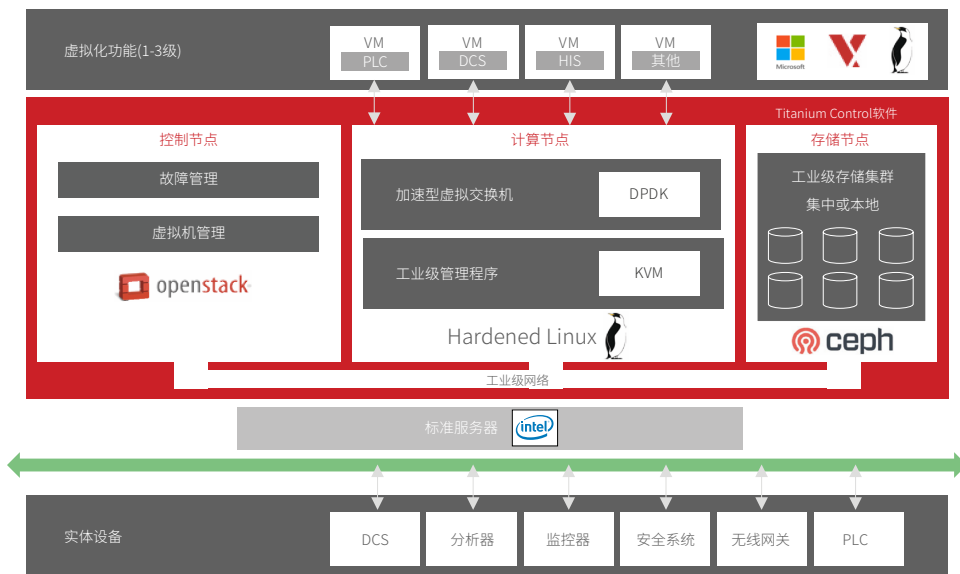 虚拟化功能(1-3级)
VM
PLC
VM
DCS
VM
HIS
VM
其他
Microsoft
Titanium Control软件
控制节点
故障管理
虚拟机管理
openstack
计算节点
加速型虚拟交换机
DPDK
工业级管理程序
KVM
Hardened Linux
存储节点
工业级存储集群
集中或本地
ceph
工业级网络
标准服务器
intel
实体设备
DCS
分析器
监控器
安全系统
无线网关
PLC